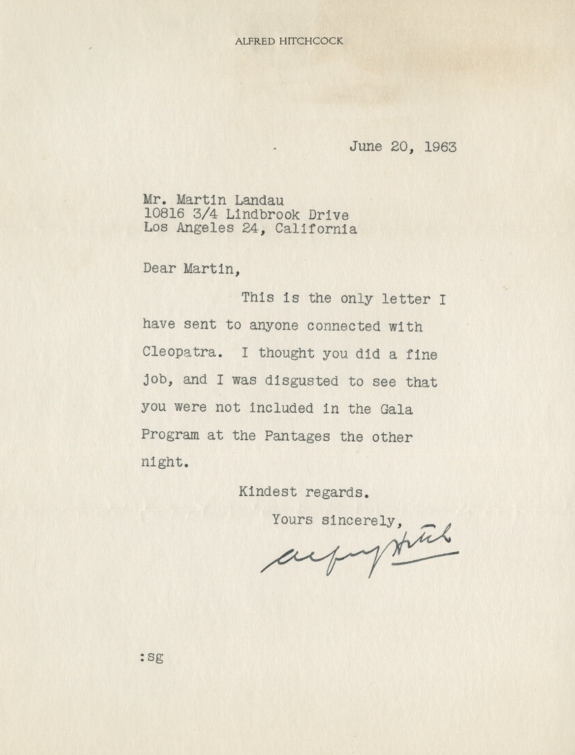 ALFRED HITCHCOCK
June 20, 1963
Mr. Martin Landau
10816 3/4 Lindbrook Drive
Los Angeles 24, California
Dear Martin,
This is the only letter I
have sent to anyone connected with
Cleopatra. I thought you did a fine
job, and I was disgusted to see that
you were not included in the Gala
Program at the Pantages the other
night.
Kindest regards.
Yours sincerely,
Alfred Hitch
:sg